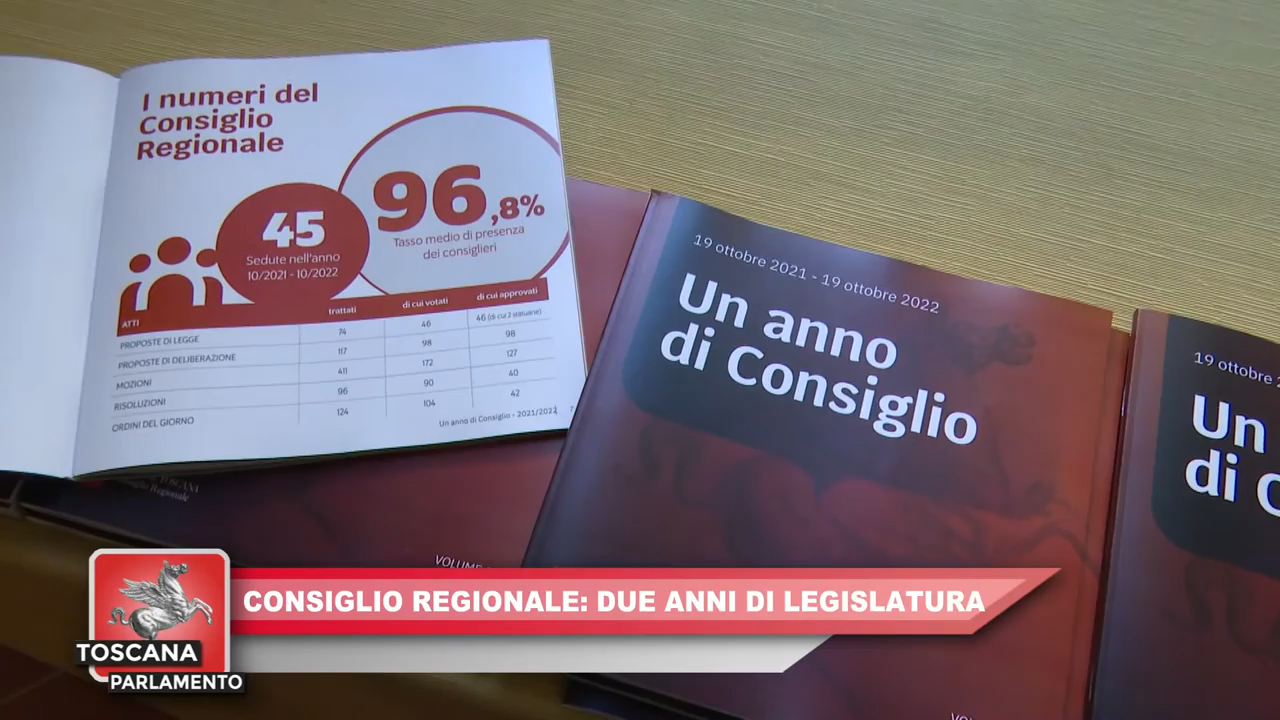 I numeri del
Consiglio
Regionale
45
Sedute nell'anno
10/2021 - 10/2022
96,8%
Tasso medio di presenza
dei consiglieri
ATTI trattati di cui votati di cui approvati
PROPOSTE DI LEGGE 74 46 46 (di cui 2 statuarie)
PROPOSTE DI DELIBERAZIONE 117 98 98
MOZIONI 411 172 127
RISOLUZIONI 96 90 40
ORDINI DEL GIORNO 124 104 42
Un anno di Consiglio - 2021/2022 7
19 ottobre 2021 - 19 ottobre 2022
Un anno
di Consiglio
19 ottobre
Un
di C
Regionale
VOLUME
CONSIGLIO REGIONALE: DUE ANNI DI LEGISLATURA
TOSCANA
PARLAMENTO